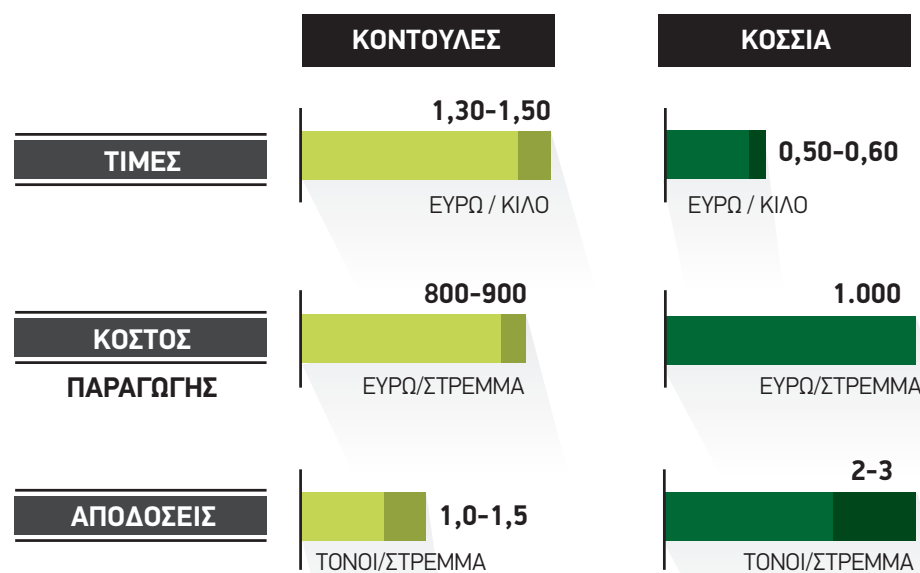 ΚΟΝΤΟΥΛΕΣ
ΚΟΣΣΙΑ
ΤΙΜΕΣ
1,30-1,50
ΕΥΡΩ / ΚΙΛΟ
0,50-0,60
ΕΥΡΩ / ΚΙΛΟ
ΚΟΣΤΟΣ
ΠΑΡΑΓΩΓΗΣ
800-900
ΕΥΡΩ/ΣΤΡΕΜΜΑ
1.000
ΕΥΡΩ/ΣΤΡΕΜΜΑ
ΑΠΟΔΟΣΕΙΣ
1,0-1,5
ΤΟΝΟΙ/ΣΤΡΕΜΜΑ
2-3
ΤΟΝΟΙ/ΣΤΡΕΜΜΑ